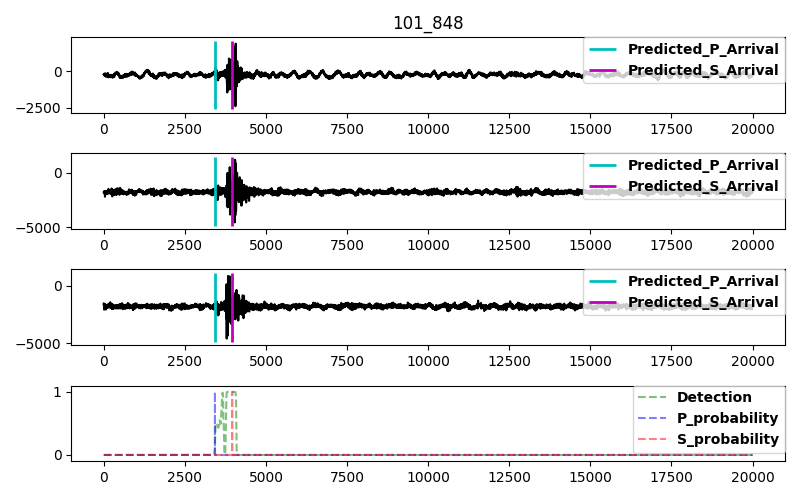 101_848
0
−2500
Predicted_P_Arrival
Predicted_S_Arrival
0 2500 5000 7500 10000 12500 15000 17500 20000
0
−5000
Predicted_P_Arrival
Predicted_S_Arrival
0 2500 5000 7500 10000 12500 15000 17500 20000
0
−5000
Predicted_P_Arrival
Predicted_S_Arrival
0 2500 5000 7500 10000 12500 15000 17500 20000
1
0
Detection
P_probability
S_probability
0 2500 5000 7500 10000 12500 15000 17500 20000